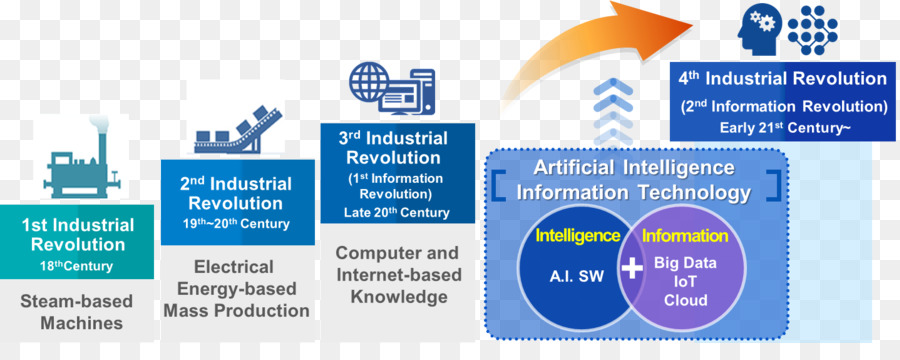 1st Industrial
Revolution
18thCentury
Steam-based
Machines
2nd Industrial
Revolution
19th~20th Century
Electrical
Energy-based
Mass Production
3rd Industrial
Revolution
(1st Information
Revolution)
Late 20th Century
Computer and
Internet-based
Knowledge
Artificial Intelligence
Information Technology
Intelligence
A.I. SW
+
Information
Big Data
IoT
Cloud
4th Industrial Revolution
(2nd Information Revolution)
Early 21st Century~